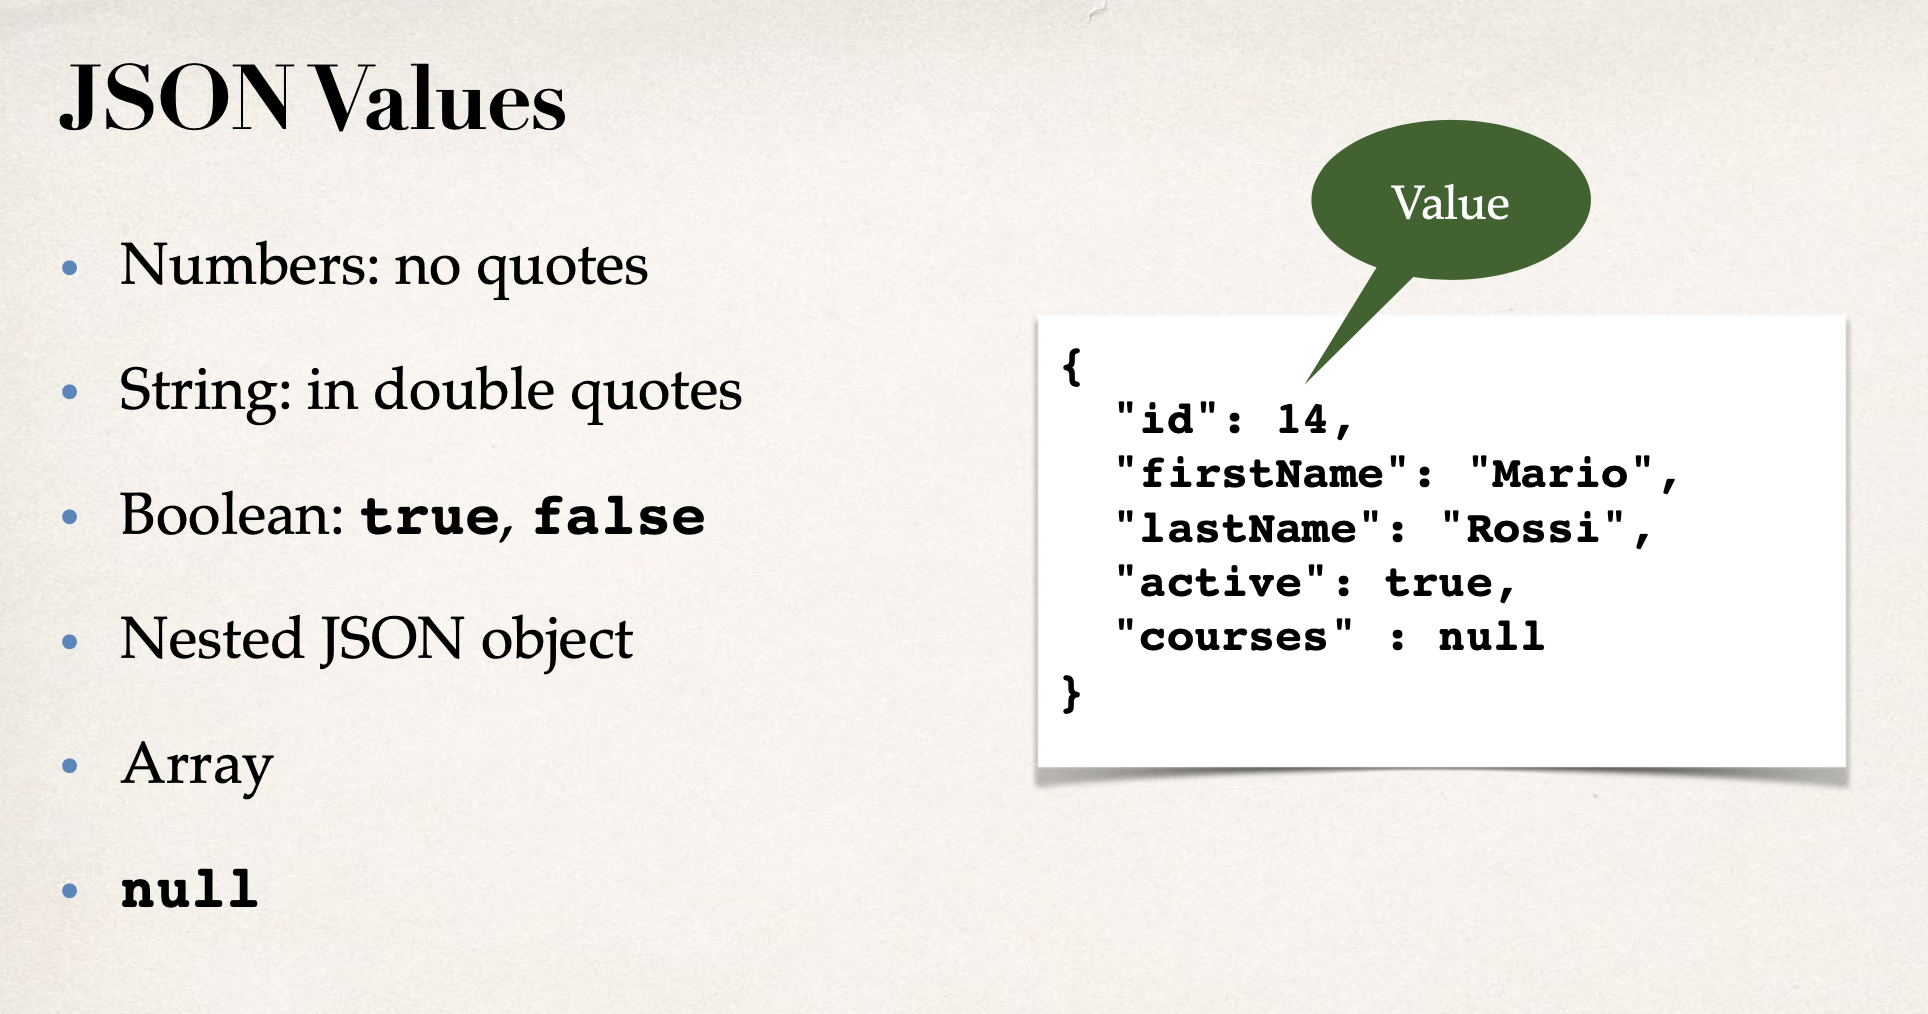 JSON Values
• Numbers: no quotes
• String: in double quotes
• Boolean: true, false
• Nested JSON object
• Array
• null
Value
{
"id": 14,
"firstName": "Mario",
"lastName": "Rossi",
"active": true,
"courses" : null
}